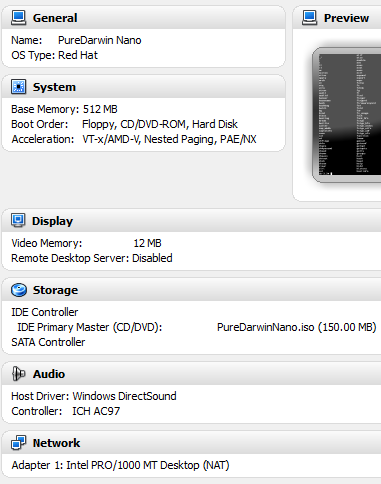 General
Name: PureDarwin Nano
OS Type: Red Hat
Preview
System
Base Memory: 512 MB
Boot Order: Floppy, CD/DVD-ROM, Hard Disk
Acceleration: VT-x/AMD-V, Nested Paging, PAE/NX
Display
Video Memory: 12 MB
Remote Desktop Server: Disabled
Storage
IDE Controller
IDE Primary Master (CD/DVD): PureDarwinNano.iso (150.00 MB)
SATA Controller
Audio
Host Driver: Windows DirectSound
Controller: ICH AC97
Network
Adapter 1: Intel PRO/1000 MT Desktop (NAT)